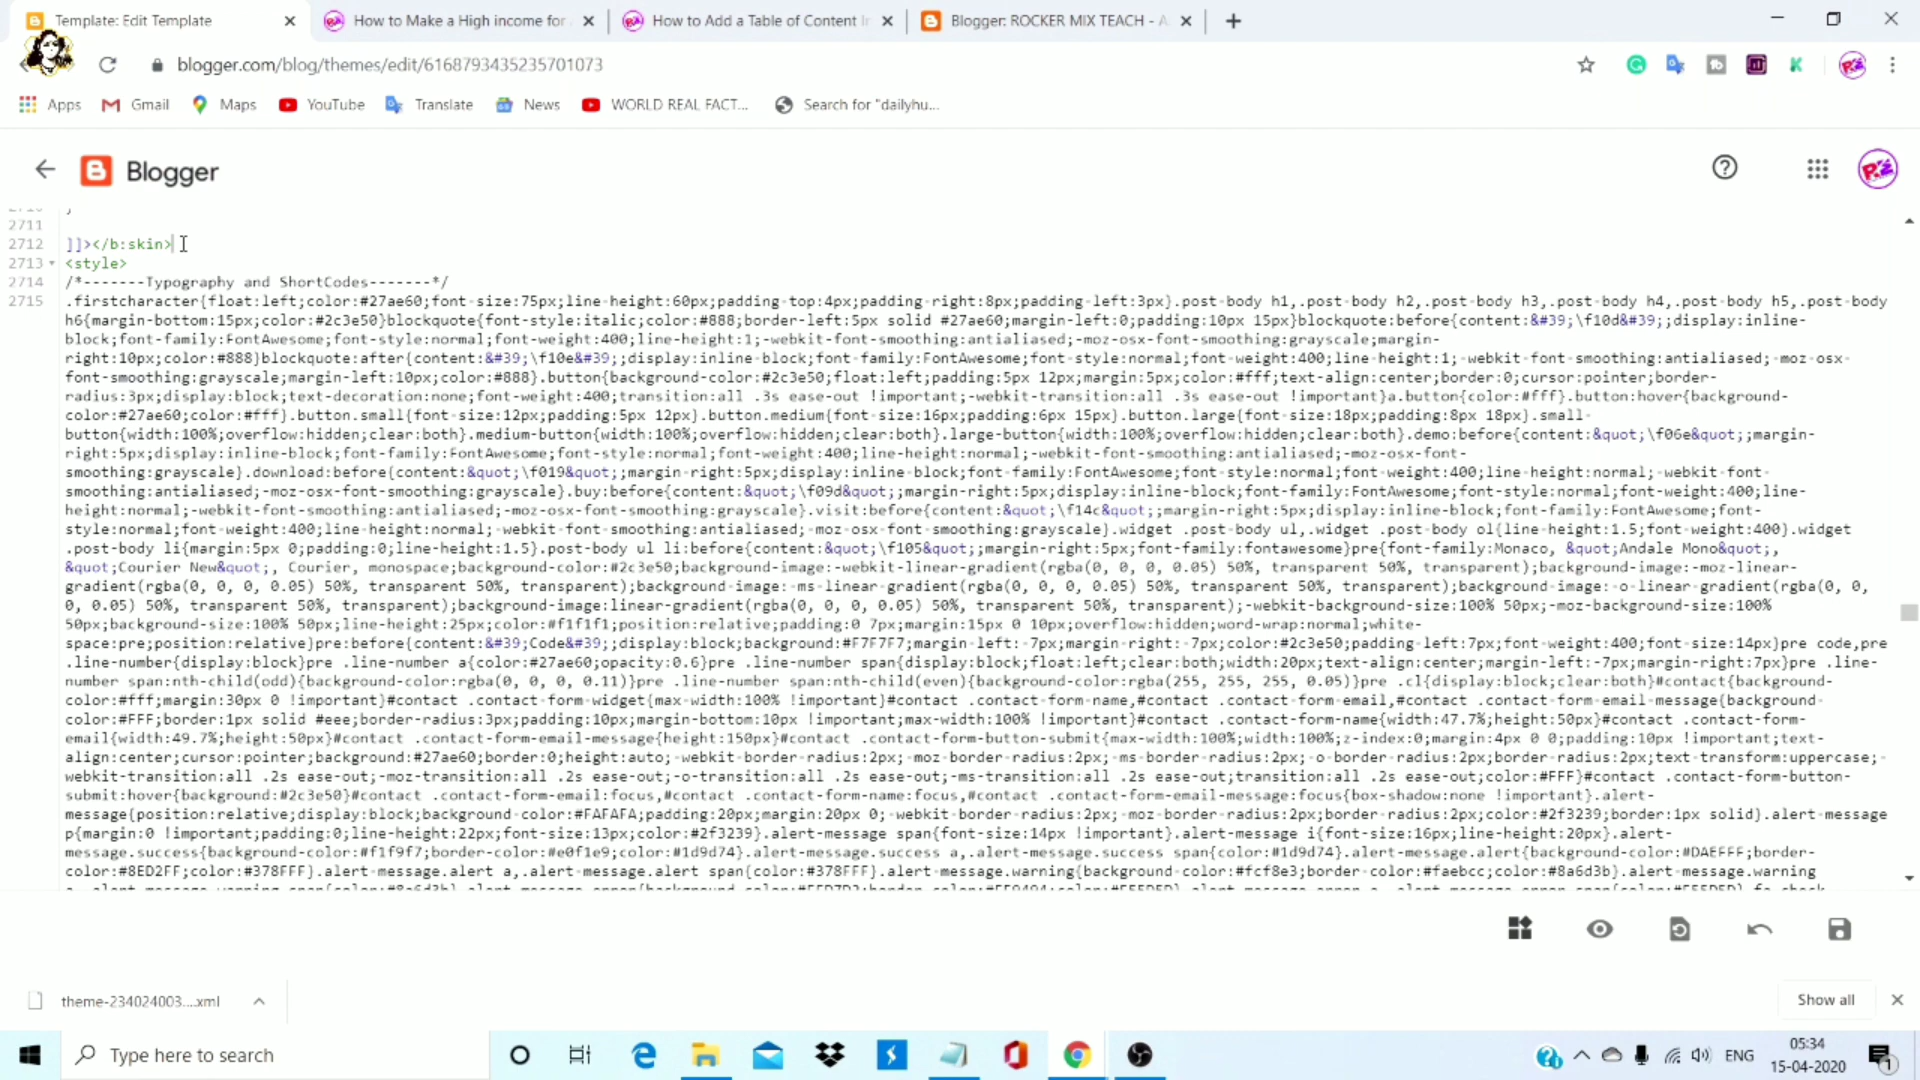 Template: Edit Template
How to Make a High income for
How to Add a Table of Content I
Blogger: ROCKER MIX TEACH - A
blogger.com/blog/themes/edit/6168793435235701073
Apps
Gmail
Maps
YouTube
Translate
News
WORLD REAL FACT...
Search for "dailyhu...
Blogger
2711
2712 ]]></b:skin>
2713 <style>
2714 /*-------Typography and ShortCodes-------*/
2715 .firstcharacter{float:left;color:#27ae60;font-size:75px;line-height:60px;padding-top:4px;padding-right:8px;padding-left:3px}.post-body h1,.post-body h2,.post-body h3,.post-body h4,.post-body h5,.post-body
h6{margin-bottom:15px;color:#2c3e50}blockquote{font-style:italic;color:#888;border-left:5px solid #27ae60;margin-left:0;padding:10px 15px}blockquote:before{content:&#39;\f10d&#39;;display:inline-
block;font-family:FontAwesome;font-style:normal;font-weight:400;line-height:1;-webkit-font-smoothing:antialiased;-moz-osx-font-smoothing:grayscale;margin-
right:10px;color:#888}blockquote:after{content:&#39;\f10e&#39;;display:inline-block;font-family:FontAwesome;font-style:normal;font-weight:400;line-height:1;-webkit-font-smoothing:antialiased;-moz-osx-
font-smoothing:grayscale;margin-left:10px;color:#888}.button{background-color:#2c3e50;float:left;padding:5px 12px;margin:5px;color:#fff;text-align:center;border:0;cursor:pointer;border-
radius:3px;display:block;text-decoration:none;font-weight:400;transition:all .3s ease-out !important;-webkit-transition:all .3s ease-out !important}a.button{color:#fff}.button:hover{background-
color:#27ae60;color:#fff}.button.small{font-size:12px;padding:5px 12px}.button.medium{font-size:16px;padding:6px 15px}.button.large{font-size:18px;padding:8px 18px}.small-
button{width:100%;overflow:hidden;clear:both}.medium-button{width:100%;overflow:hidden;clear:both}.large-button{width:100%;overflow:hidden;clear:both}.demo:before{content:&quot;\f06e&quot;;margin-
right:5px;display:inline-block;font-family:FontAwesome;font-style:normal;font-weight:400;line-height:normal;-webkit-font-smoothing:antialiased;-moz-osx-font-
smoothing:grayscale}.download:before{content:&quot;\f019&quot;;margin-right:5px;display:inline-block;font-family:FontAwesome;font-style:normal;font-weight:400;line-height:normal;-webkit-font-
smoothing:antialiased;-moz-osx-font-smoothing:grayscale}.buy:before{content:&quot;\f09d&quot;;margin-right:5px;display:inline-block;font-family:FontAwesome;font-style:normal;font-weight:400;line-
height:normal;-webkit-font-smoothing:antialiased;-moz-osx-font-smoothing:grayscale}.visit:before{content:&quot;\f14c&quot;;margin-right:5px;display:inline-block;font-family:FontAwesome;font-
style:normal;font-weight:400;line-height:normal;-webkit-font-smoothing:antialiased;-moz-osx-font-smoothing:grayscale}.widget .post-body ul,.widget .post-body ol{line-height:1.5;font-weight:400}.widget
.post-body li{margin:5px 0;padding:0;line-height:1.5}.post-body ul li:before{content:&quot;\f105&quot;;margin-right:5px;font-family:fontawesome}pre{font-family:Monaco, &quot;Andale Mono&quot;,
&quot;Courier New&quot;, Courier, monospace;background-color:#2c3e50;background-image:-webkit-linear-gradient(rgba(0, 0, 0, 0.05) 50%, transparent 50%, transparent);background-image:-moz-linear-
gradient(rgba(0, 0, 0, 0.05) 50%, transparent 50%, transparent);background-image:-ms-linear-gradient(rgba(0, 0, 0, 0.05) 50%, transparent 50%, transparent);background-image:-o-linear-gradient(rgba(0, 0,
0, 0.05) 50%, transparent 50%, transparent);background-image:linear-gradient(rgba(0, 0, 0, 0.05) 50%, transparent 50%, transparent);-webkit-background-size:100% 50px;-moz-background-size:100%
50px;background-size:100% 50px;line-height:25px;color:#f1f1f1;position:relative;padding:0 7px;margin:15px 0 10px;overflow:hidden;word-wrap:normal;white-
space:pre;position:relative}pre:before{content:&#39;Code&#39;;display:block;background:#F7F7F7;margin-left:-7px;margin-right:-7px;color:#2c3e50;padding-left:7px;font-weight:400;font-size:14px}pre code,pre
.line-number{display:block}pre .line-number a{color:#27ae60;opacity:0.6}pre .line-number span{display:block;float:left;clear:both;width:20px;text-align:center;margin-left:-7px;margin-right:7px}pre .line-
number span:nth-child(odd){background-color:rgba(0, 0, 0, 0.11)}pre .line-number span:nth-child(even){background-color:rgba(255, 255, 255, 0.05)}pre .cl{display:block;clear:both}#contact{background-
color:#fff;margin:30px 0 !important}#contact .contact-form-widget{max-width:100% !important}#contact .contact-form-name,#contact .contact-form-email,#contact .contact-form-email-message{background-
color:#FFF;border:1px solid #eee;border-radius:3px;padding:10px;margin-bottom:10px !important;max-width:100% !important}#contact .contact-form-name{width:47.7%;height:50px}#contact .contact-form-
email{width:49.7%;height:50px}#contact .contact-form-email-message{height:150px}#contact .contact-form-button-submit{max-width:100%;width:100%;z-index:0;margin:4px 0 0;padding:10px !important;text-
align:center;cursor:pointer;background:#27ae60;border:0;height:auto;-webkit-border-radius:2px;-moz-border-radius:2px;-ms-border-radius:2px;-o-border-radius:2px;border-radius:2px;text-transform:uppercase;-
webkit-transition:all .2s ease-out;-moz-transition:all .2s ease-out;-o-transition:all .2s ease-out;-ms-transition:all .2s ease-out;transition:all .2s ease-out;color:#FFF}#contact .contact-form-button-
submit:hover{background:#2c3e50}#contact .contact-form-email:focus,#contact .contact-form-name:focus,#contact .contact-form-email-message:focus{box-shadow:none !important}.alert-
message{position:relative;display:block;background-color:#FAFAFA;padding:20px;margin:20px 0;-webkit-border-radius:2px;-moz-border-radius:2px;border-radius:2px;color:#2f3239;border:1px solid}.alert-message
p{margin:0 !important;padding:0;line-height:22px;font-size:13px;color:#2f3239}.alert-message span{font-size:14px !important}.alert-message i{font-size:16px;line-height:20px}.alert-
message.success{background-color:#f1f9f7;border-color:#e0f1e9;color:#1d9d74}.alert-message.success a,.alert-message.success span{color:#1d9d74}.alert-message.alert{background-color:#DAEFFF;border-
color:#8ED2FF;color:#378FFF}.alert-message.alert a,.alert-message.alert span{color:#378FFF}.alert-message.warning{background-color:#fcf8e3;border-color:#faebcc;color:#8a6d3b}.alert-message.warning
theme-234024003....xml
Show all
Type here to search
ENG
05:34
15-04-2020
1